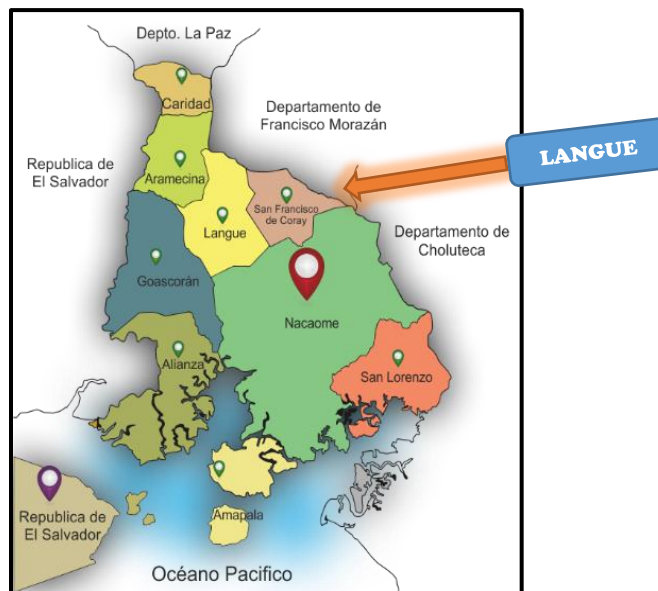 Depto. La Paz
Caridad
Departamento de
Francisco Morazán
LANGUE
Republica de
El Salvador
Aramecina
San Francisco
de Coray
Langue
Departamento de
Choluteca
Goascorán
Nacaome
Alianza
San Lorenzo
Republica de
El Salvador
Amapala
Océano Pacifico